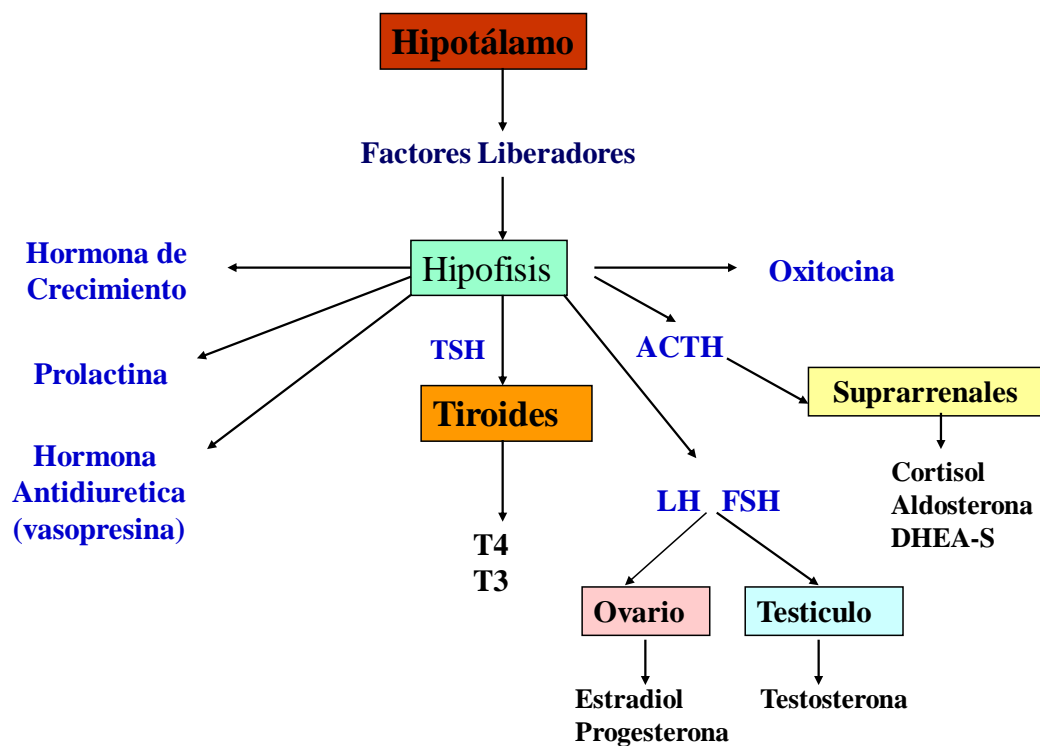 Hipotálamo
Factores Liberadores
Hormona de
Crecimiento
Hipofisis
Oxitocina
TSH
ACTH
Prolactina
Tiroides
Suprarrenales
Hormona
Antidiuretica
(vasopresina)
LH FSH
Cortisol
Aldosterona
DHEA-S
T4
T3
Ovario
Testiculo
Estradiol
Progesterona
Testosterona